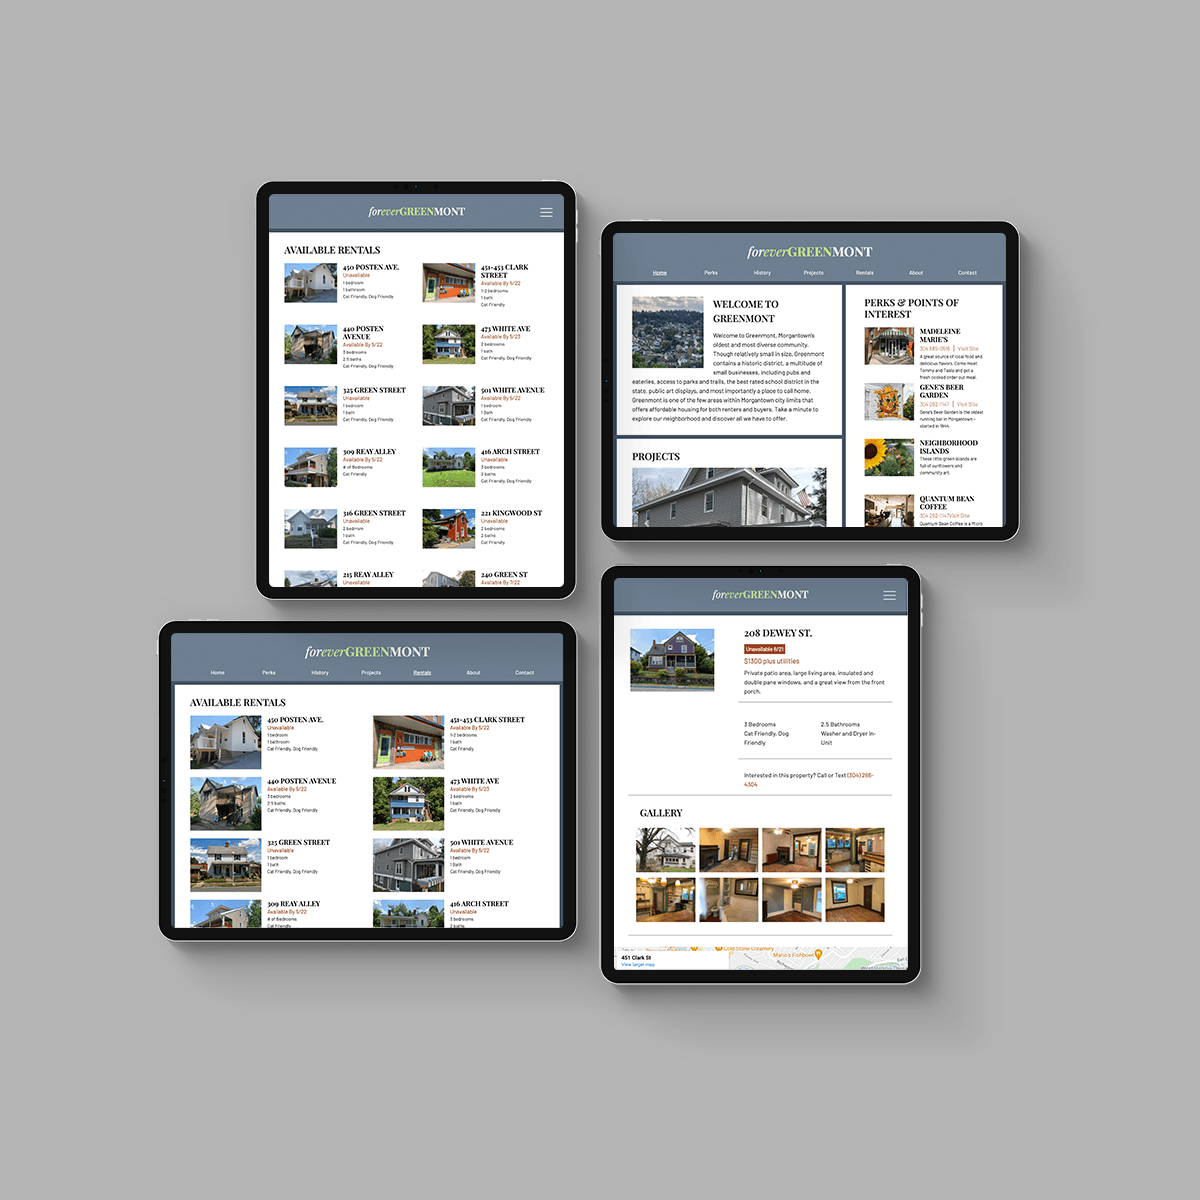 foreverGREENMONT
AVAILABLE RENTALS
450 POSTEN AVE.
Unavailable
1 bedroom
1 bathroom
Cat Friendly, Dog Friendly
451-453 CLARK
STREET
Available By 5/22
1-2 bedrooms
1 bath
Cat Friendly
440 POSTEN
AVENUE
Available By 5/22
3 bedrooms
2.5 baths
Cat Friendly, Dog Friendly
473 WHITE AVE
Available By 5/23
2 bedrooms
1 bath
Cat Friendly, Dog Friendly
325 GREEN STREET
Unavailable
1 bedroom
1 bath
Cat Friendly, Dog Friendly
501 WHITE AVENUE
Available By 5/22
1 bedroom
1 Bath
Cat Friendly, Dog Friendly
309 REAY ALLEY
Available By 5/22
# of Bedrooms
Cat Friendly
416 ARCH STREET
Unavailable
3 bedrooms
2 baths
Cat Friendly, Dog Friendly
316 GREEN STREET
Unavailable
2 bedroom
1 bath
Cat Friendly, Dog Friendly
221 KINGWOOD ST
Unavailable
2 bedrooms
2 baths
Cat Friendly
215 REAY ALLEY
Unavailable
240 GREEN ST
Available By 7/22
foreverGREENMONT
Home Perks History Projects Rentals About Contact
WELCOME TO
GREENMONT
Welcome to Greenmont, Morgantown's
oldest and most diverse community.
Though relatively small in size, Greenmont
contains a historic district, a multitude of
small businesses, including pubs and
eateries, access to parks and trails, the best rated school district in the
state, public art displays, and most importantly a place to call home.
Greenmont is one of the few areas within Morgantown city limits that
offers affordable housing for both renters and buyers. Take a minute to
explore our neighborhood and discover all we have to offer.
PROJECTS
PERKS & POINTS OF
INTEREST
MADELEINE
MARIE'S
Visit Site
A great source of local food and
delicious flavors. Come meet
Tommy and Tasia and get a
fresh cooked order out meal.
GENE'S BEER
GARDEN
304-292-1147 | Visit Site
Gene's Beer Garden is the oldest
running bar in Morgantown -
started in 1944.
NEIGHBORHOOD
ISLANDS
These little green islands are
full of sunflowers and
community art.
QUANTUM BEAN
COFFEE
304-292-1147Visit Site
Quantum Bean Coffee is a Micro
foreverGREENMONT
Home Perks History Projects Rentals About Contact
AVAILABLE RENTALS
450 POSTEN AVE.
Unavailable
1 bedroom
1 bathroom
Cat Friendly, Dog Friendly
451-453 CLARK STREET
Available By 5/22
1-2 bedrooms
1 bath
Cat Friendly
440 POSTEN AVENUE
Available By 5/22
3 bedrooms
2.5 baths
Cat Friendly, Dog Friendly
473 WHITE AVE
Available By 5/23
2 bedrooms
1 bath
Cat Friendly, Dog Friendly
325 GREEN STREET
Unavailable
1 bedroom
1 bath
Cat Friendly, Dog Friendly
501 WHITE AVENUE
Available By 5/22
1 bedroom
1 Bath
Cat Friendly, Dog Friendly
309 REAY ALLEY
Available By 5/22
# of Bedrooms
416 ARCH STREET
Unavailable
3 bedrooms
2 baths
foreverGREENMONT
208 DEWEY ST.
Unavailable 6/21
$1300 plus utilities
Private patio area, large living area, insulated and
double pane windows, and a great view from the front
porch.
3 Bedrooms
Cat Friendly, Dog
Friendly
2.5 Bathrooms
Washer and Dryer In-
Unit
Interested in this property? Call or Text (304) 266-
4304
GALLERY
451 Clark St
View larger map
Cold Stone Creamery
Mario's Fishbowl